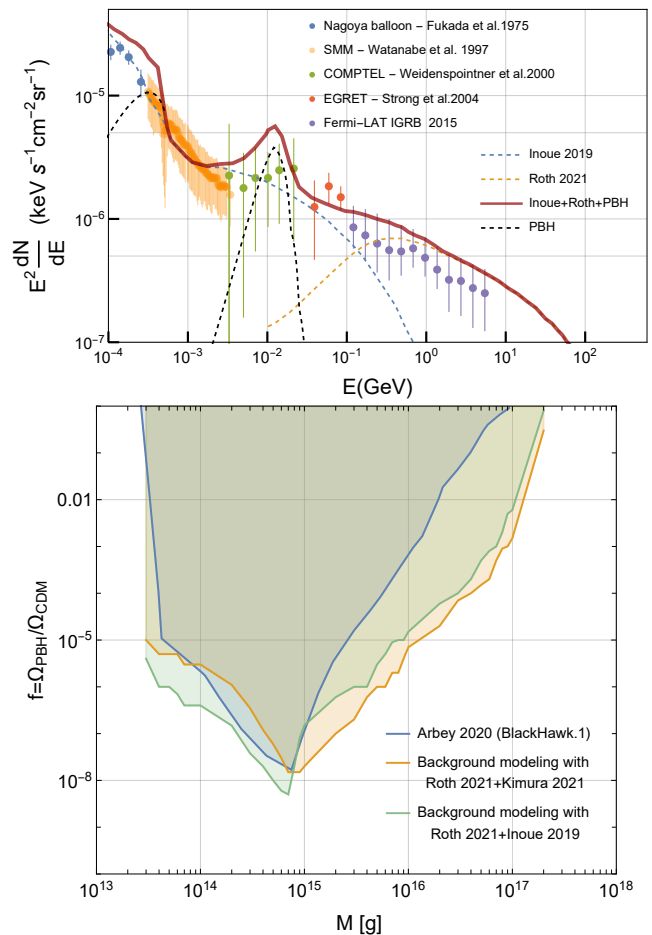 Nagoya balloon – Fukada et al.1975
SMM – Watanabe et al. 1997
COMPTEL – Weidenspointner et al.2000
EGRET – Strong et al.2004
Fermi–LAT IGRB 2015
Inoue 2019
Roth 2021
Inoue+Roth+PBH
PBH
E² dN/dE (keV s⁻¹cm⁻²sr⁻¹)
10⁻⁵
10⁻⁶
10⁻⁷
10⁻⁴ 10⁻³ 10⁻² 10⁻¹ 10⁰ 10¹ 10²
E(GeV)
f=Ω_PBH/Ω_CDM
0.01
10⁻⁵
10⁻⁸
Arbey 2020 (BlackHawk.1)
Background modeling with
Roth 2021+Kimura 2021
Background modeling with
Roth 2021+Inoue 2019
10¹³ 10¹⁴ 10¹⁵ 10¹⁶ 10¹⁷ 10¹⁸
M [g]